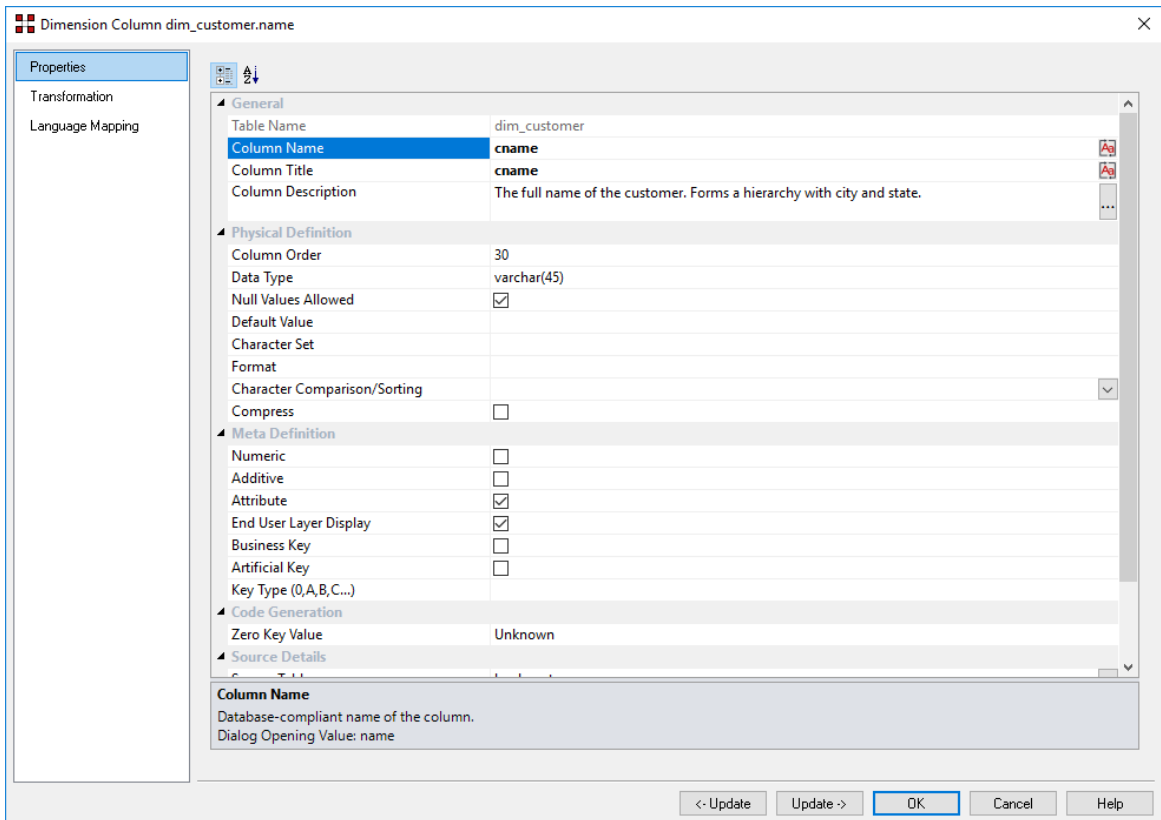 Dimension Column dim_customer.name
Properties
Transformation
Language Mapping
General
Table Name dim_customer
Column Name cname
Column Title cname
Column Description The full name of the customer. Forms a hierarchy with city and state.
...
Physical Definition
Column Order 30
Data Type varchar(45)
Null Values Allowed
Default Value
Character Set
Format
Character Comparison/Sorting
Compress
Meta Definition
Numeric
Additive
Attribute
End User Layer Display
Business Key
Artificial Key
Key Type (0,A,B,C...)
Code Generation
Zero Key Value Unknown
Source Details
Column Name
Database-compliant name of the column.
Dialog Opening Value: name
<- Update Update -> OK Cancel Help